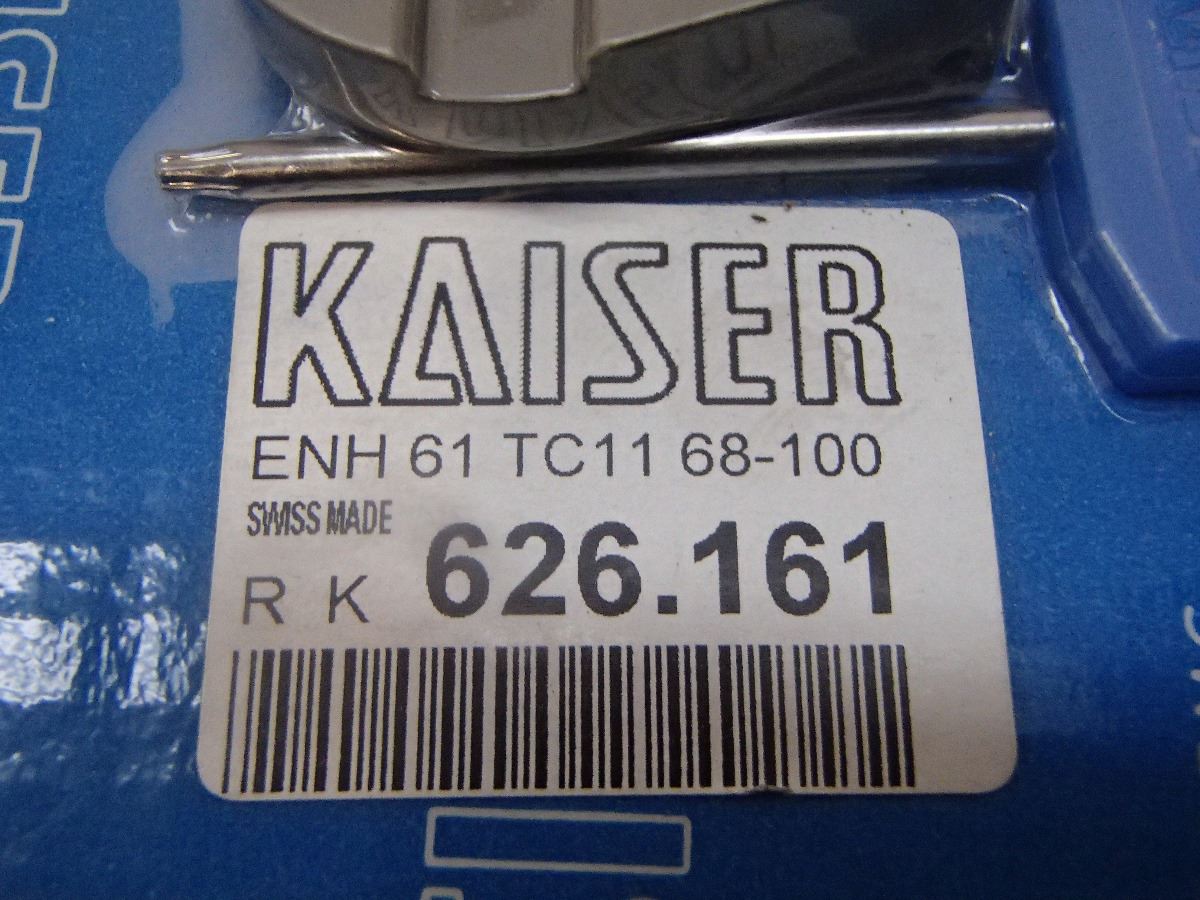 KAISER
ENH 61 TC11 68-100
SWISS MADE
R K 626.161